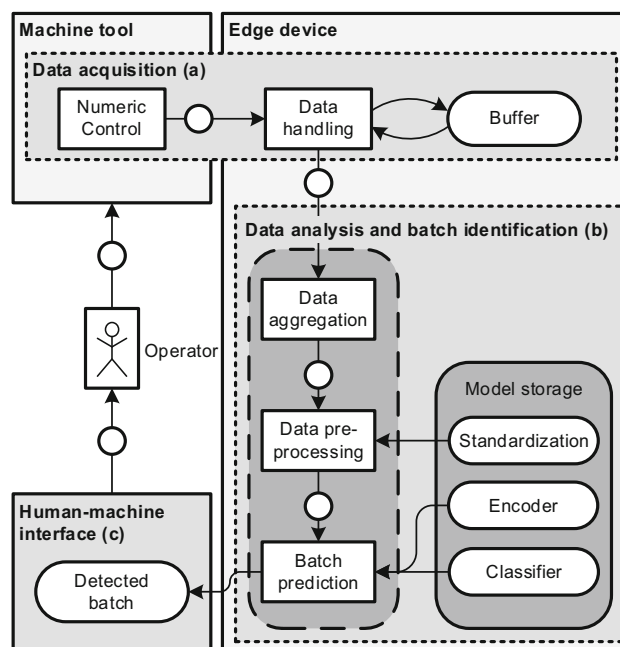 Machine tool
Edge device
Data acquisition (a)
Numeric
Control
Data
handling
Buffer
Data analysis and batch identification (b)
Data
aggregation
Operator
Model storage
Data pre-
processing
Standardization
Encoder
Human-machine
interface (c)
Batch
prediction
Classifier
Detected
batch